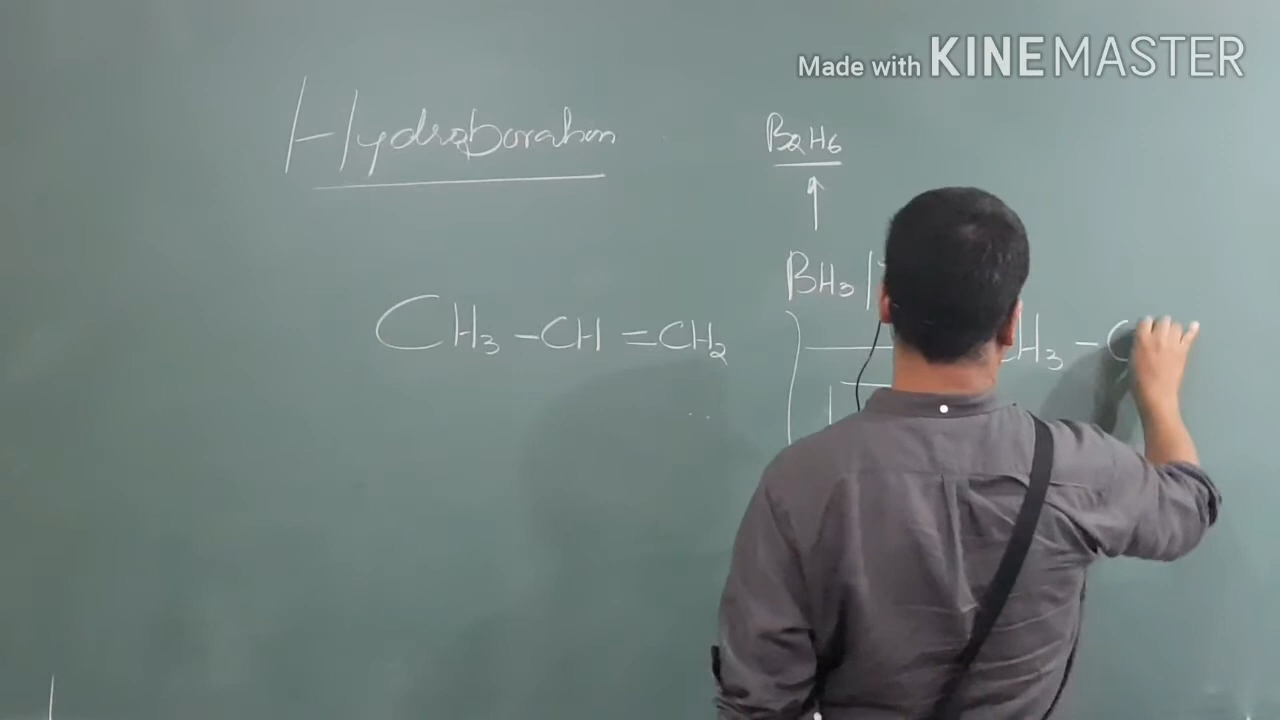 Made with KINEMASTER
Hydroboration
B2H6
BH3 |
CH3 - CH = CH2
H3 - C